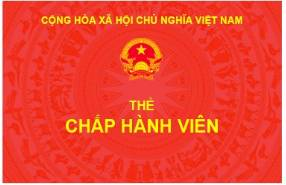 CỘNG HÒA XÃ HỘI CHỦ NGHĨA VIỆT NAM
THẺ
CHẤP HÀNH VIÊN